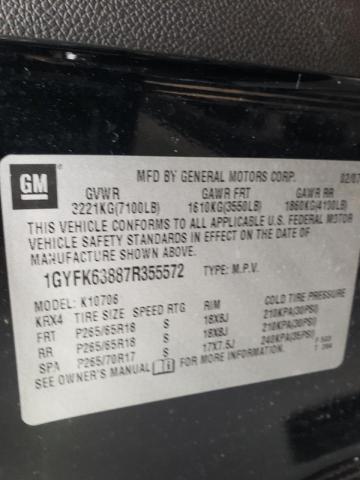 GM
MFD BY GENERAL MOTORS CORP. 02/07
GVWR GAWR FRT GAWR RR
3221KG(7100LB) 1610KG(3550LB) 1860KG(4100LB)
THIS VEHICLE CONFORMS TO ALL APPLICABLE U.S. FEDERAL MOTOR
VEHICLE SAFETY STANDARDS IN EFFECT ON THE DATE OF
MANUFACTURE SHOWN ABOVE.
1GYFK63887R355572 TYPE: M.P.V.
MODEL: K10706
KRX4 TIRE SIZE SPEED RTG RIM COLD TIRE PRESSURE
FRT P265/65R18 S 18X8J 210KPA(30PSI)
RR P265/65R18 S 18X8J 210KPA(30PSI)
SPA P265/70R17 S 17X7.5J 240KPA(35PSI)
SEE OWNER'S MANUAL FOR MORE INFORMATION.